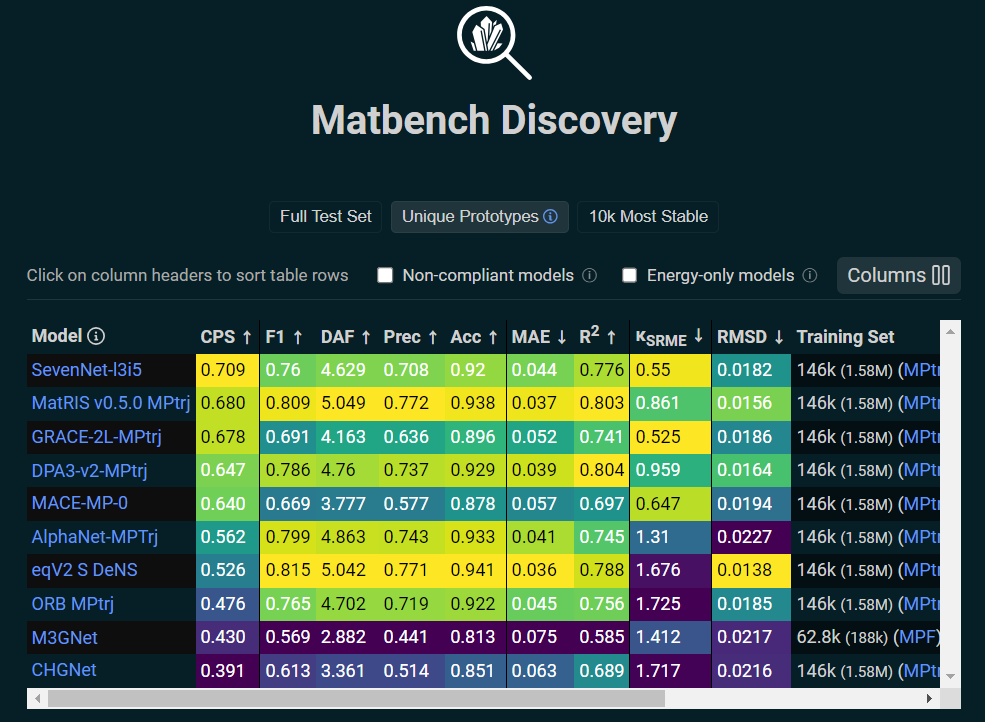 Matbench Discovery
Full Test Set Unique Prototypes 10k Most Stable
Click on column headers to sort table rows Non-compliant models Energy-only models Columns
Model CPS ↑ F1 ↑ DAF ↑ Prec ↑ Acc ↑ MAE ↓ R² ↑ κSRME ↓ RMSD ↓ Training Set
SevenNet-l3i5 0.709 0.76 4.629 0.708 0.92 0.044 0.776 0.55 0.0182 146k (1.58M) (MPtr
MatRIS v0.5.0 MPtrj 0.680 0.809 5.049 0.772 0.938 0.037 0.803 0.861 0.0156 146k (1.58M) (MPtr
GRACE-2L-MPtrj 0.678 0.691 4.163 0.636 0.896 0.052 0.741 0.525 0.0186 146k (1.58M) (MPtr
DPA3-v2-MPtrj 0.647 0.786 4.76 0.737 0.929 0.039 0.804 0.959 0.0164 146k (1.58M) (MPtr
MACE-MP-0 0.640 0.669 3.777 0.577 0.878 0.057 0.697 0.647 0.0194 146k (1.58M) (MPtr
AlphaNet-MPTrj 0.562 0.799 4.863 0.743 0.933 0.041 0.745 1.31 0.0227 146k (1.58M) (MPtr
eqV2 S DeNS 0.526 0.815 5.042 0.771 0.941 0.036 0.788 1.676 0.0138 146k (1.58M) (MPtr
ORB MPtrj 0.476 0.765 4.702 0.719 0.922 0.045 0.756 1.725 0.0185 146k (1.58M) (MPtr
M3GNet 0.430 0.569 2.882 0.441 0.813 0.075 0.585 1.412 0.0217 62.8k (188k) (MPF)
CHGNet 0.391 0.613 3.361 0.514 0.851 0.063 0.689 1.717 0.0216 146k (1.58M) (MPtr